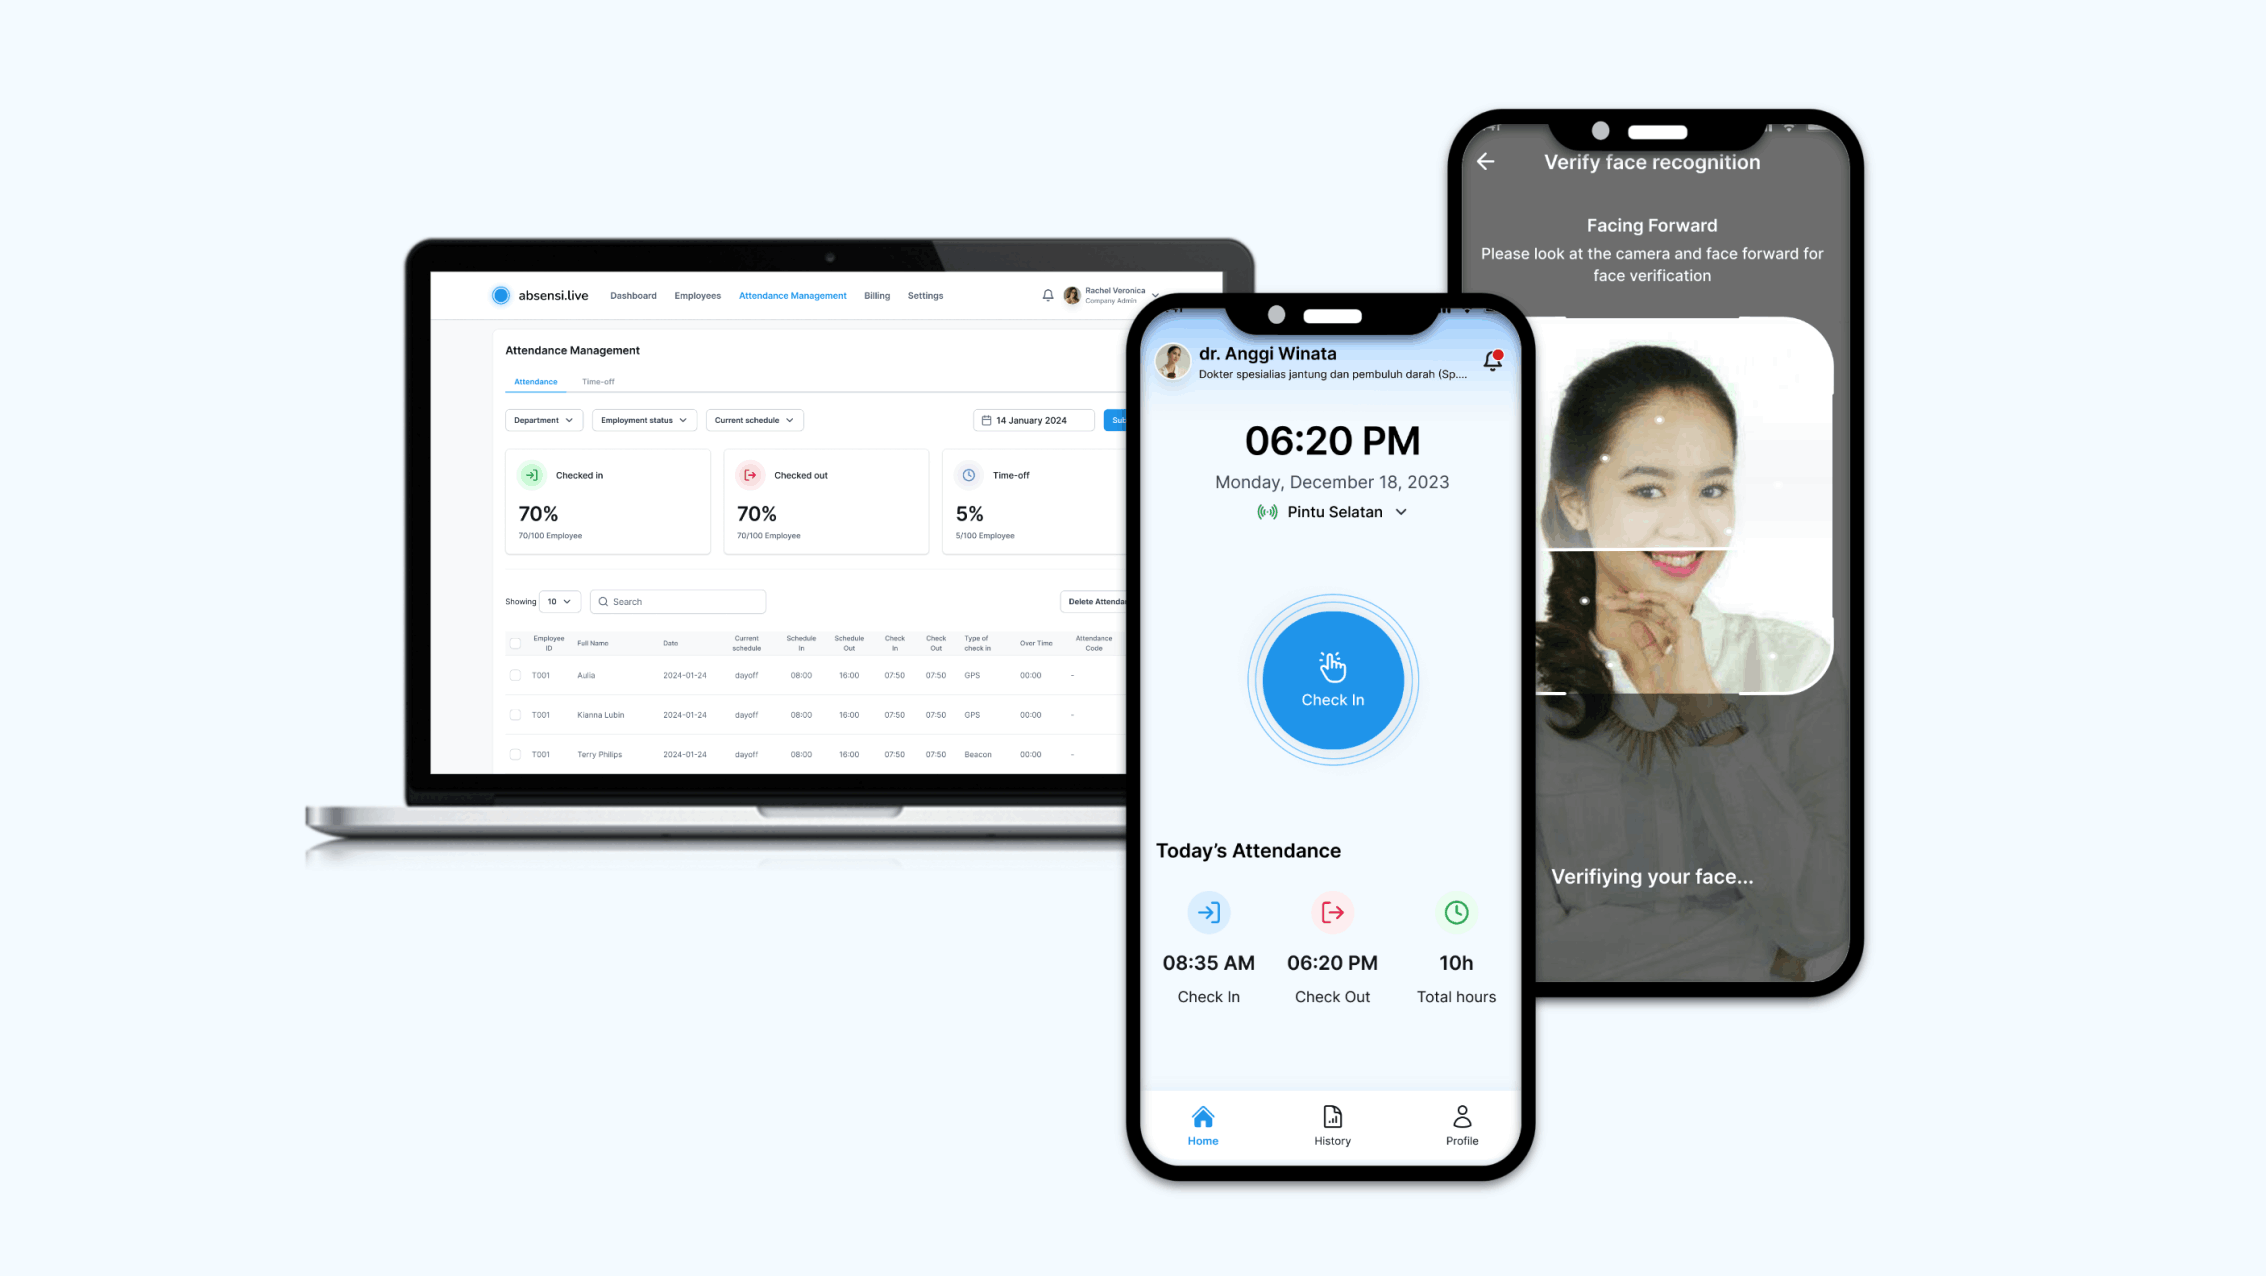 absensi.live Dashboard Employees Attendance Management Billing Settings
Rachel Veronica
Company Admin
Attendance Management
Attendance Time-off
Department Employment status Current schedule 14 January 2024
Checked in
70%
70/100 Employee
Checked out
70%
70/100 Employee
Time-off
5%
5/100 Employee
Showing 10 Search
Employee ID Full Name Date Current schedule Schedule In Schedule Out Check In Check Out Type of check in Over Time Attendance Code
T001 Aulia 2024-01-24 dayoff 08:00 16:00 07:50 07:50 GPS 00:00 -
T001 Kianna Lubin 2024-01-24 dayoff 08:00 16:00 07:50 07:50 GPS 00:00 -
T001 Terry Philips 2024-01-24 dayoff 08:00 16:00 07:50 07:50 Beacon 00:00 -
Delete
dr. Anggi Winata
Dokter spesialias jantung dan pembuluh darah (Sp....
06:20 PM
Monday, December 18, 2023
Pintu Selatan
Check In
Today's Attendance
08:35 AM 06:20 PM 10h
Check In Check Out Total hours
Home History Profile
Verify face recognition
Facing Forward
Please look at the camera and face forward for
face verification
Verifiying your face...